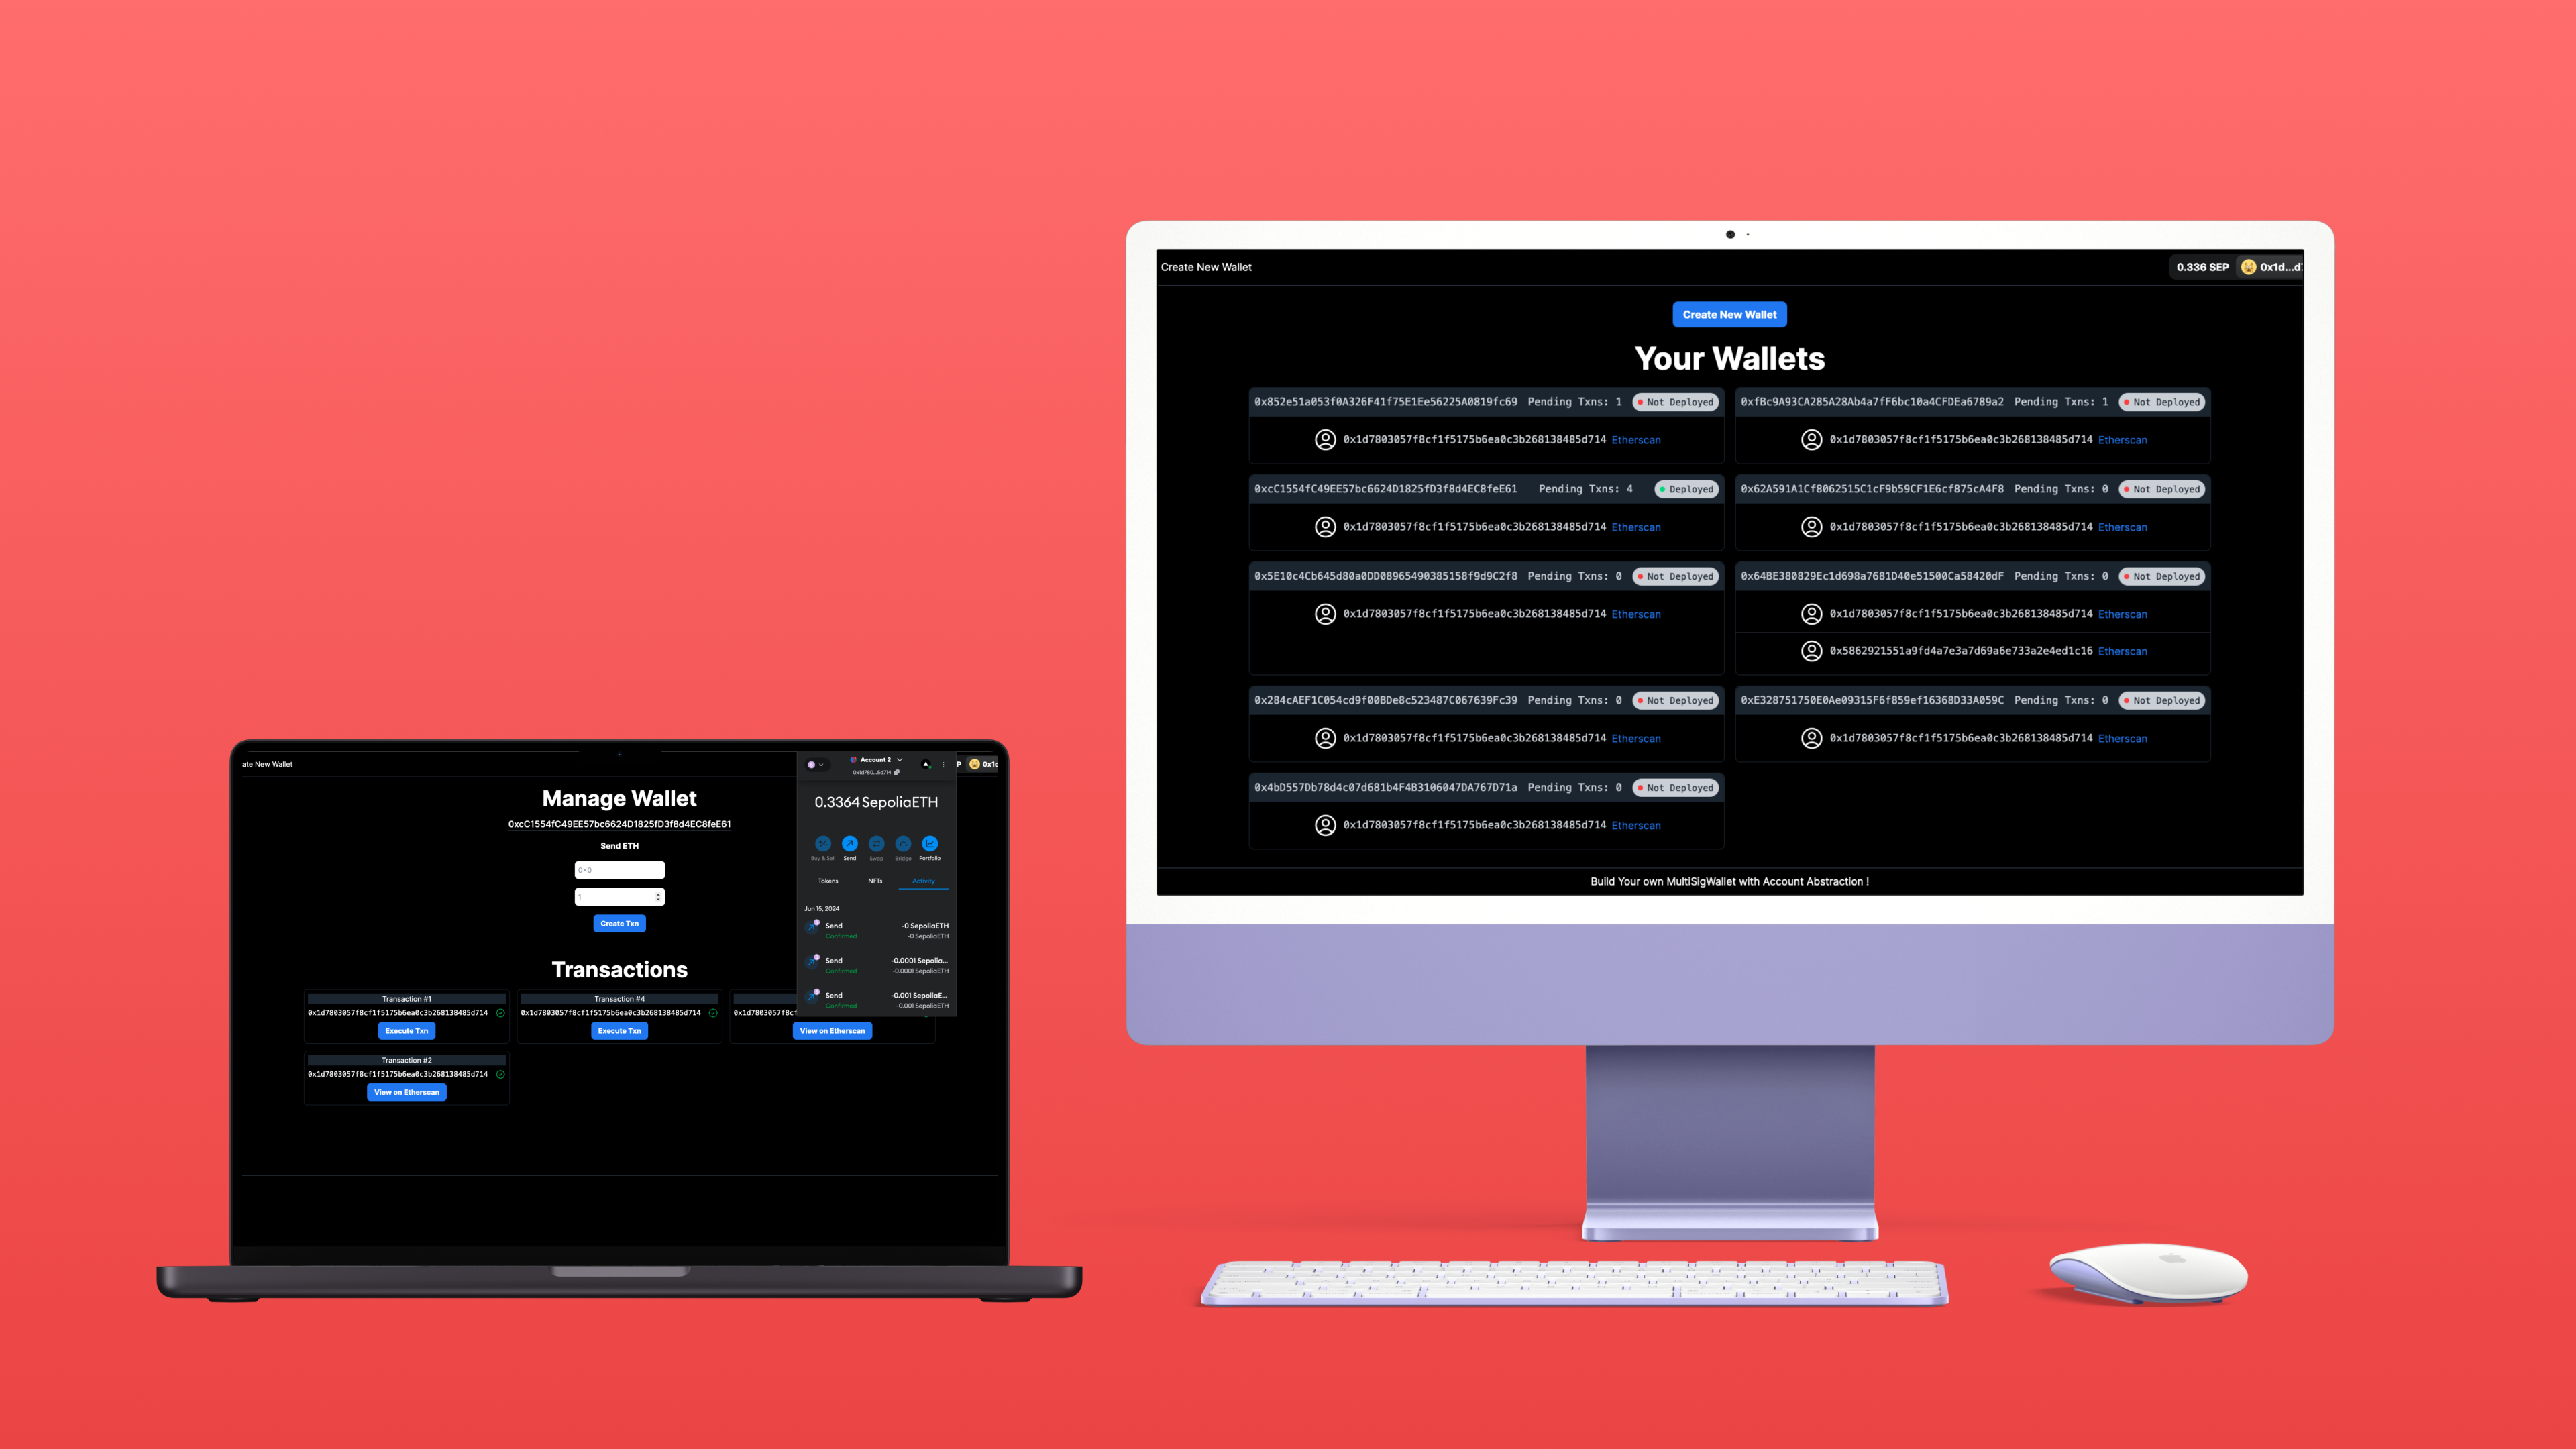 Create New Wallet
0.336 SEP 0x1d...d
Create New Wallet
Your Wallets
0x852e51a053f0A326F41f75E1Ee56225A0819fc69 Pending Txns: 1 Not Deployed
0x1d7803057f8cf1f5175b6ea0c3b268138485d714 Etherscan
0xfBc9A93CA285A28Ab4a7fF6bc10a4CFDEa6789a2 Pending Txns: 1 Not Deployed
0x1d7803057f8cf1f5175b6ea0c3b268138485d714 Etherscan
0xcC1554fC49EE57bc6624D1825fD3f8d4EC8feE61 Pending Txns: 4 Deployed
0x1d7803057f8cf1f5175b6ea0c3b268138485d714 Etherscan
0x62A591A1Cf8062515C1cF9b59CF1E6cf875cA4F8 Pending Txns: 0 Not Deployed
0x1d7803057f8cf1f5175b6ea0c3b268138485d714 Etherscan
0x5E10c4Cb645d80a0DD08965490385158f9d9C2f8 Pending Txns: 0 Not Deployed
0x1d7803057f8cf1f5175b6ea0c3b268138485d714 Etherscan
0x64BE380829Ec1d698a7681D40e51500Ca58420dF Pending Txns: 0 Not Deployed
0x1d7803057f8cf1f5175b6ea0c3b268138485d714 Etherscan
0x5862921551a9fd4a7e3a7d69a6e733a2e4ed1c16 Etherscan
0x284cAEF1C054cd9f00BDe8c523487C067639Fc39 Pending Txns: 0 Not Deployed
0x1d7803057f8cf1f5175b6ea0c3b268138485d714 Etherscan
0xE328751750E0Ae09315F6f859ef16368D33A059C Pending Txns: 0 Not Deployed
0x1d7803057f8cf1f5175b6ea0c3b268138485d714 Etherscan
0x4bD557Db78d4c07d681b4F4B3106047DA767D71a Pending Txns: 0 Not Deployed
0x1d7803057f8cf1f5175b6ea0c3b268138485d714 Etherscan
Build Your own MultiSigWallet with Account Abstraction !
ate New Wallet
P 0x1d
Manage Wallet
0xcC1554fC49EE57bc6624D1825fD3f8d4EC8feE61
Send ETH
0x0
1
Create Txn
Transactions
Transaction #1
0x1d7803057f8cf1f5175b6ea0c3b268138485d714
Execute Txn
Transaction #4
0x1d7803057f8cf1f5175b6ea0c3b268138485d714
Execute Txn
0x1d7803057f8cf
View on Etherscan
Transaction #2
0x1d7803057f8cf1f5175b6ea0c3b268138485d714
View on Etherscan
Account 2
0x1d780...5d714
0.3364 SepoliaETH
Buy & Sell Send Swap Bridge Portfolio
Tokens NFTs Activity
Jun 15, 2024
Send -0 SepoliaETH
Confirmed -0 SepoliaETH
Send -0.0001 Sepolia...
Confirmed -0.0001 SepoliaETH
Send -0.001 SepoliaE...
Confirmed -0.001 SepoliaETH